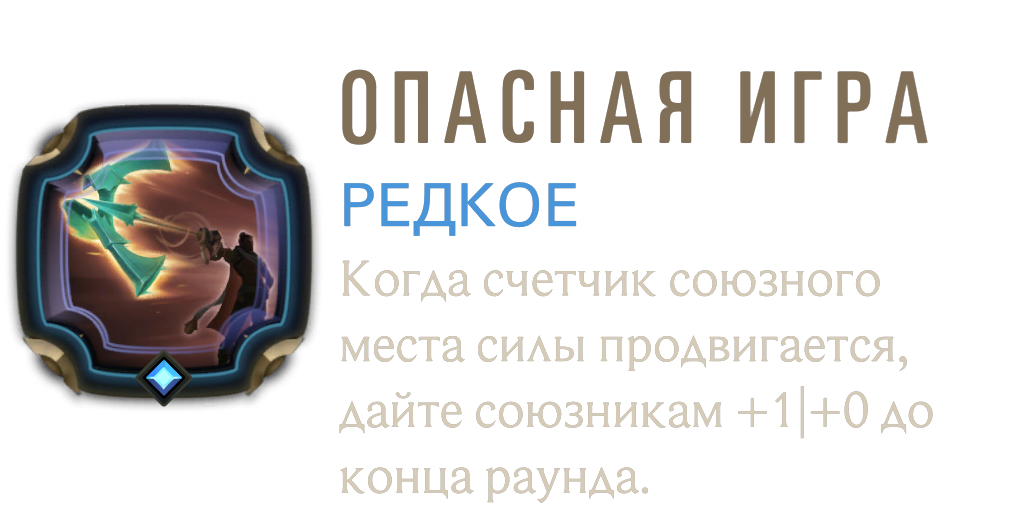 ОПАСНАЯ ИГРА
РЕДКОЕ
Когда счетчик союзного
места силы продвигается,
дайте союзникам +1|+0 до
конца раунда.